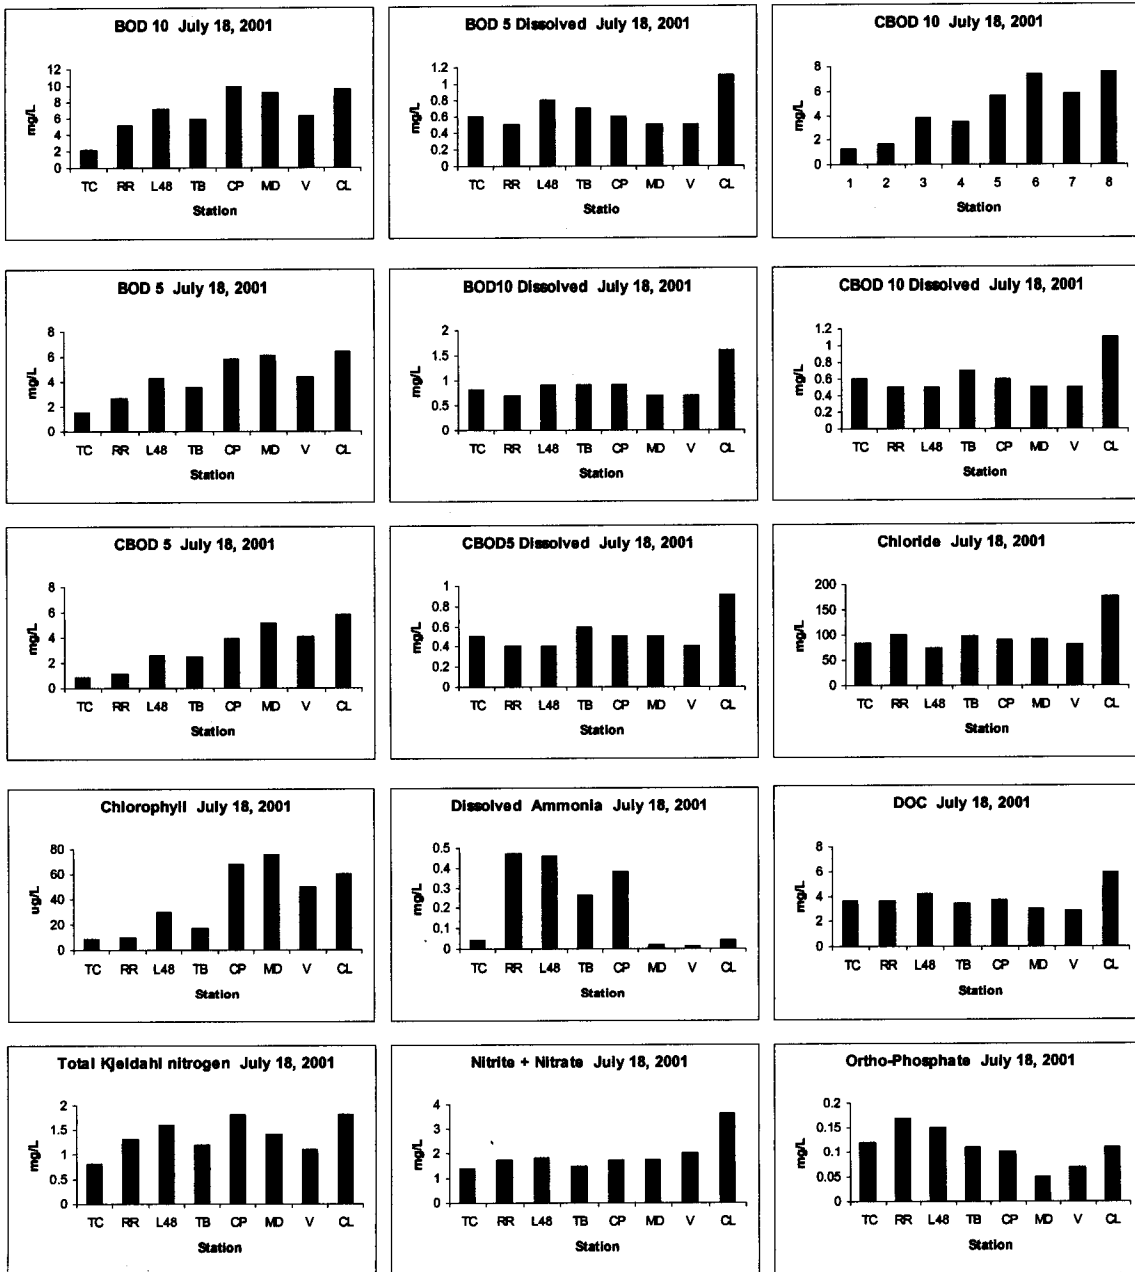 BOD 10 July 18, 2001
12
10
8
6
4
2
0
mg/L
TC RR L48 TB CP MD V CL
Station
BOD 5 Dissolved July 18, 2001
1.2
1
0.8
0.6
0.4
0.2
0
mg/L
TC RR L48 TB CP MD V CL
Statio
CBOD 10 July 18, 2001
8
6
4
2
0
mg/L
1 2 3 4 5 6 7 8
Station
BOD 5 July 18, 2001
8
6
4
2
0
mg/L
TC RR L48 TB CP MD V CL
Station
BOD10 Dissolved July 18, 2001
2
1.5
1
0.5
0
mg/L
TC RR L48 TB CP MD V CL
Station
CBOD 10 Dissolved July 18, 2001
1.2
1
0.8
0.6
0.4
0.2
0
mg/L
TC RR L48 TB CP MD V CL
Station
CBOD 5 July 18, 2001
8
6
4
2
0
mg/L
TC RR L48 TB CP MD V CL
Station
CBOD5 Dissolved July 18, 2001
1
0.8
0.6
0.4
0.2
0
mg/L
TC RR L48 TB CP MD V CL
Station
Chloride July 18, 2001
200
150
100
50
0
mg/L
TC RR L48 TB CP MD V CL
Station
Chlorophyll July 18, 2001
80
60
40
20
0
ug/L
TC RR L48 TB CP MD V CL
Station
Dissolved Ammonia July 18, 2001
0.5
0.4
0.3
0.2
0.1
0
mg/L
TC RR L48 TB CP MD V CL
Station
DOC July 18, 2001
8
6
4
2
0
mg/L
TC RR L48 TB CP MD V CL
Station
Total Kjeldahl nitrogen July 18, 2001
2
1.5
1
0.5
0
mg/L
TC RR L48 TB CP MD V CL
Station
Nitrite + Nitrate July 18, 2001
4
3
2
1
0
mg/L
TC RR L48 TB CP MD V CL
Station
Ortho-Phosphate July 18, 2001
0.2
0.15
0.1
0.05
0
mg/L
TC RR L48 TB CP MD V CL
Station